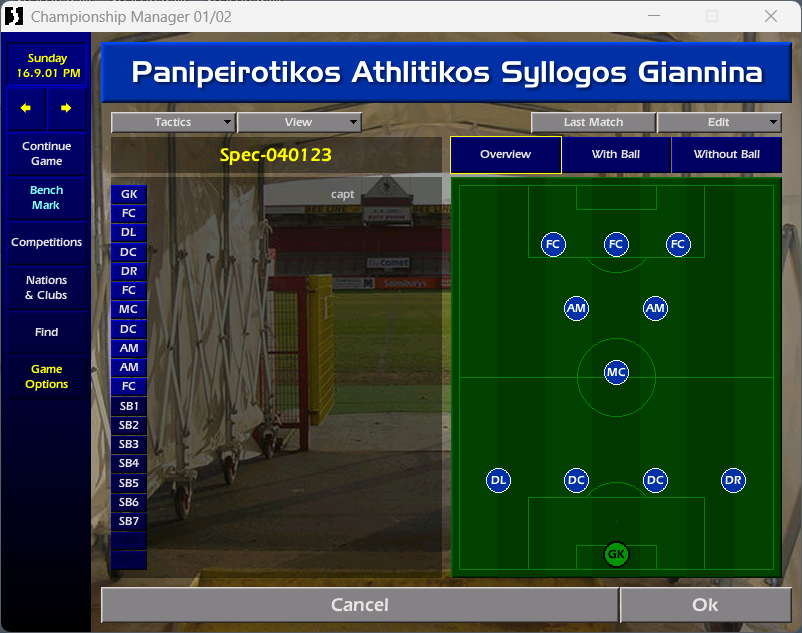 Championship Manager 01/02
Sunday
16.9.01 PM
Continue
Game
Bench
Mark
Competitions
Nations
& Clubs
Find
Game
Options
Panipeirotikos Athlitikos Syllogos Giannina
Tactics
View
Last Match
Edit
Spec-040123
Overview
With Ball
Without Ball
GK
capt
FC
DL
DC
DR
FC
MC
DC
AM
AM
FC
SB1
SB2
SB3
SB4
SB5
SB6
SB7
Comet
Sainsbury's
FC FC FC
AM AM
MC
DL DC DC DR
GK
Cancel
Ok